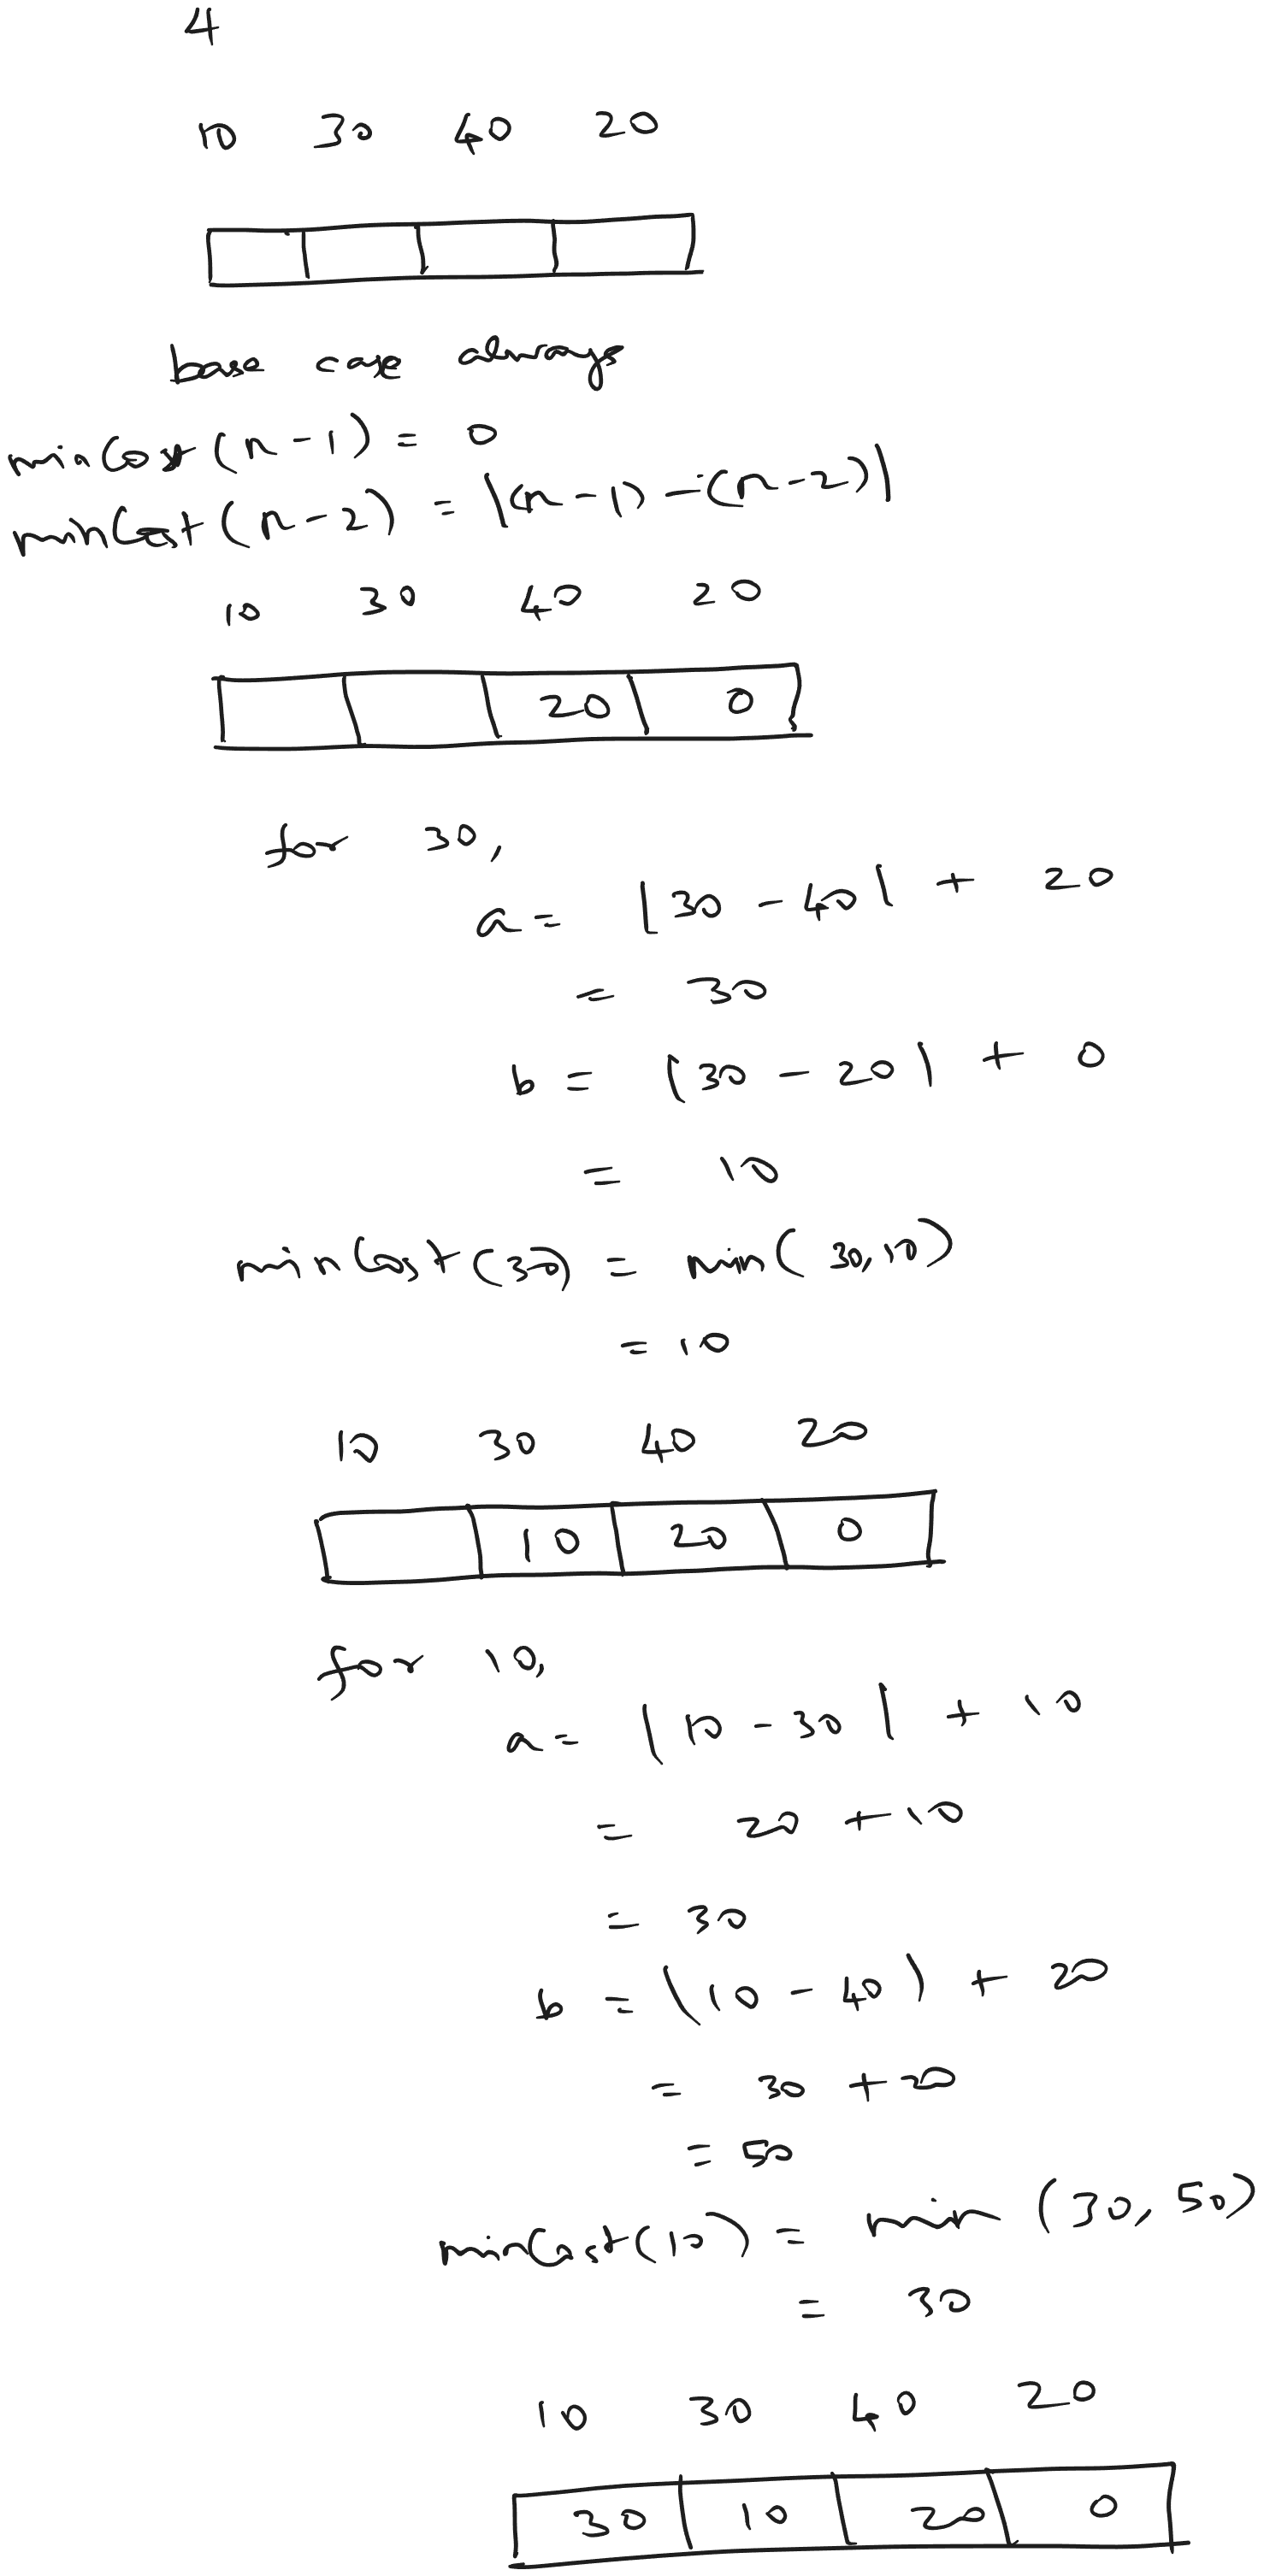 4
10 30 40 20
base case always
minCost(n-1) = 0
minCost(n-2) = |(n-1)-(n-2)|
10 30 40 20
20 0
for 30,
a = |30 - 40| + 20
= 30
b = |30 - 20| + 0
= 10
minCost(30) = min(30,10)
= 10
10 30 40 20
10 20 0
for 10,
a = |10 - 30| + 10
= 20 + 10
= 30
b = |10 - 40| + 20
= 30 + 20
= 50
minCost(10) = min (30, 50)
= 30
10 30 40 20
30 10 20 0